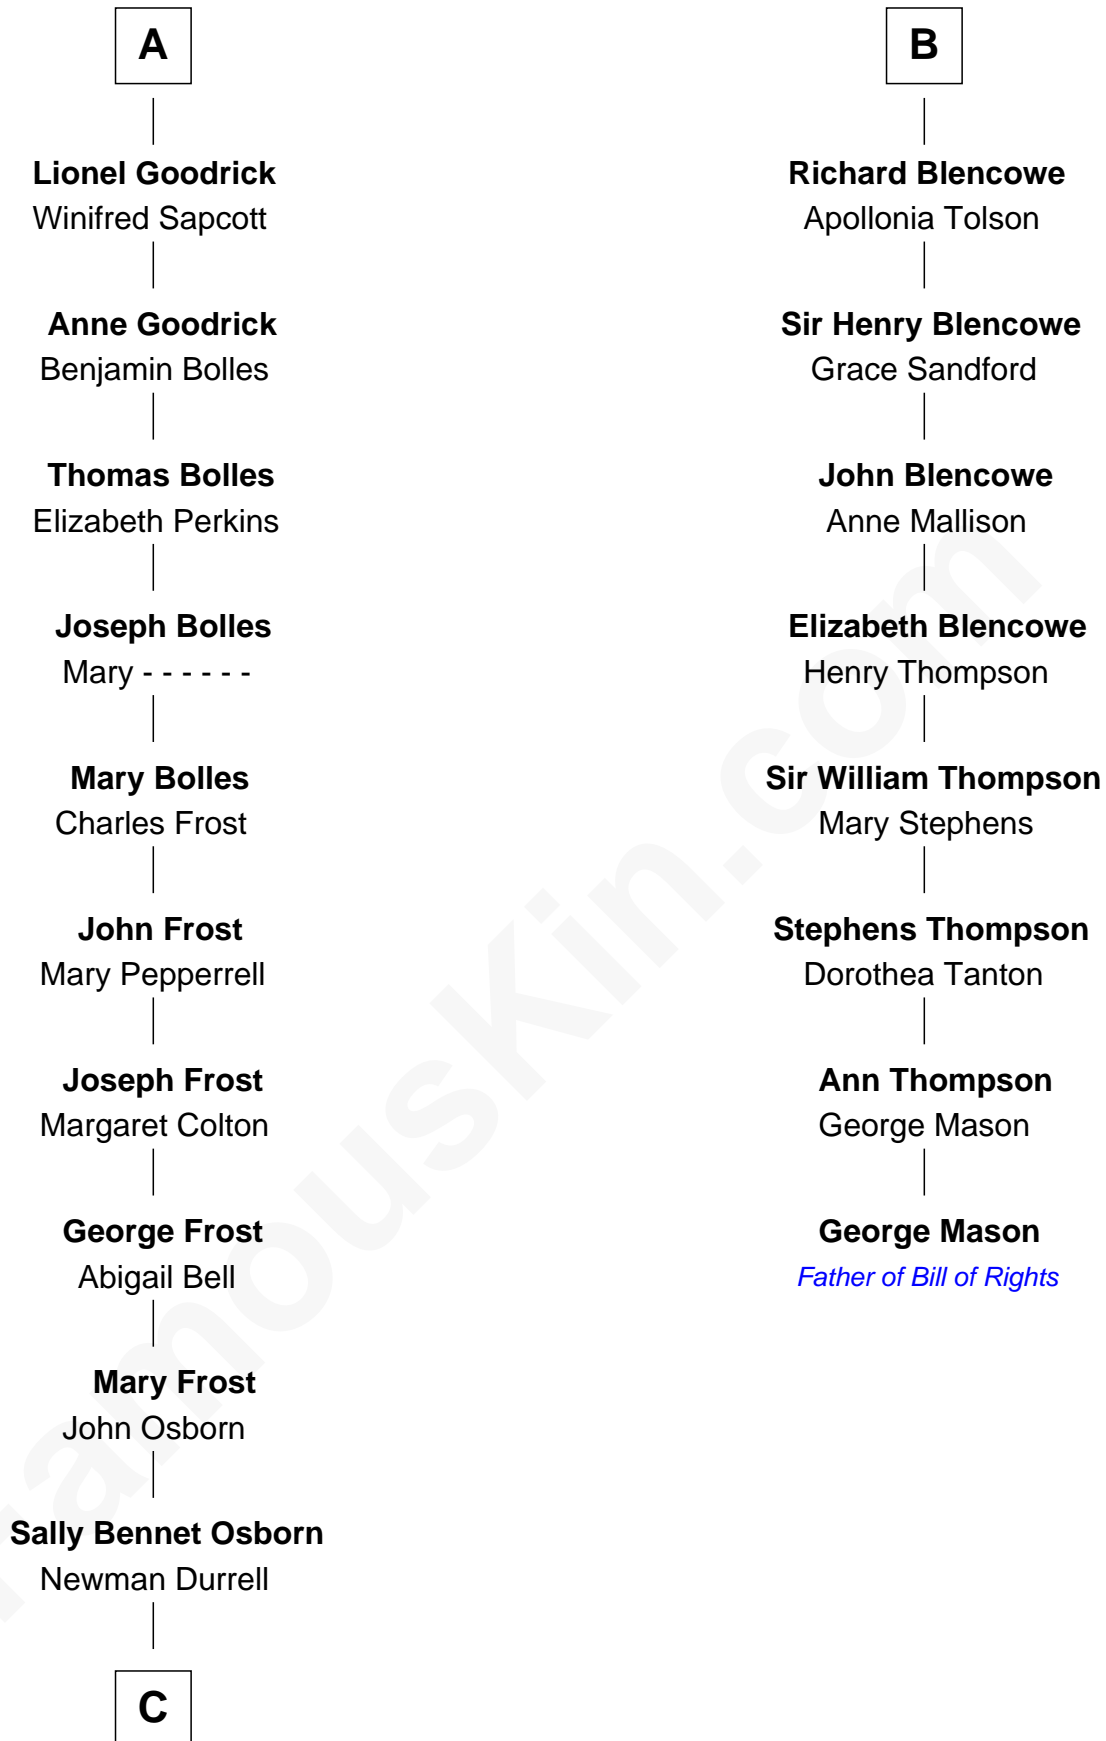 A
Lionel Goodrick
Winifred Sapcott
Anne Goodrick
Benjamin Bolles
Thomas Bolles
Elizabeth Perkins
Joseph Bolles
Mary - - - - - -
Mary Bolles
Charles Frost
John Frost
Mary Pepperrell
Joseph Frost
Margaret Colton
George Frost
Abigail Bell
Mary Frost
John Osborn
Sally Bennet Osborn
Newman Durrell
C
B
Richard Blencowe
Apollonia Tolson
Sir Henry Blencowe
Grace Sandford
John Blencowe
Anne Mallison
Elizabeth Blencowe
Henry Thompson
Sir William Thompson
Mary Stephens
Stephens Thompson
Dorothea Tanton
Ann Thompson
George Mason
George Mason
Father of Bill of Rights
FamousKin.com